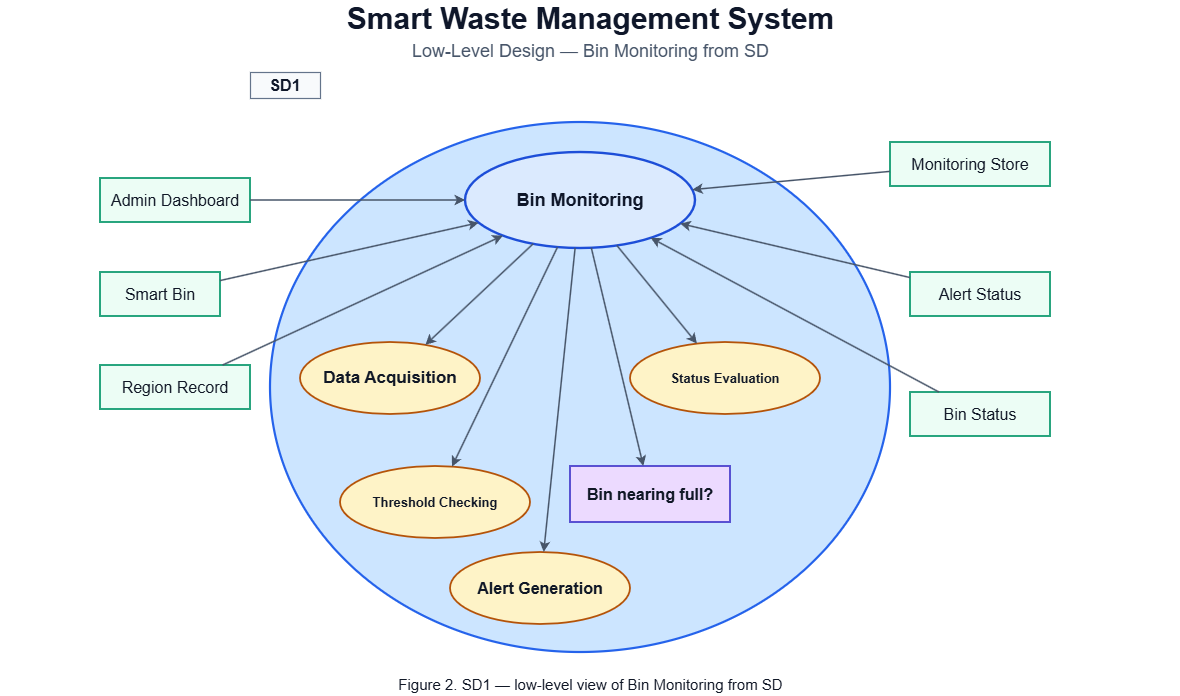 Smart Waste Management System
Low-Level Design — Bin Monitoring from SD
SD1
Monitoring Store
Admin Dashboard
Bin Monitoring
Smart Bin
Alert Status
Region Record
Data Acquisition
Status Evaluation
Bin Status
Threshold Checking
Bin nearing full?
Alert Generation
Figure 2. SD1 — low-level view of Bin Monitoring from SD